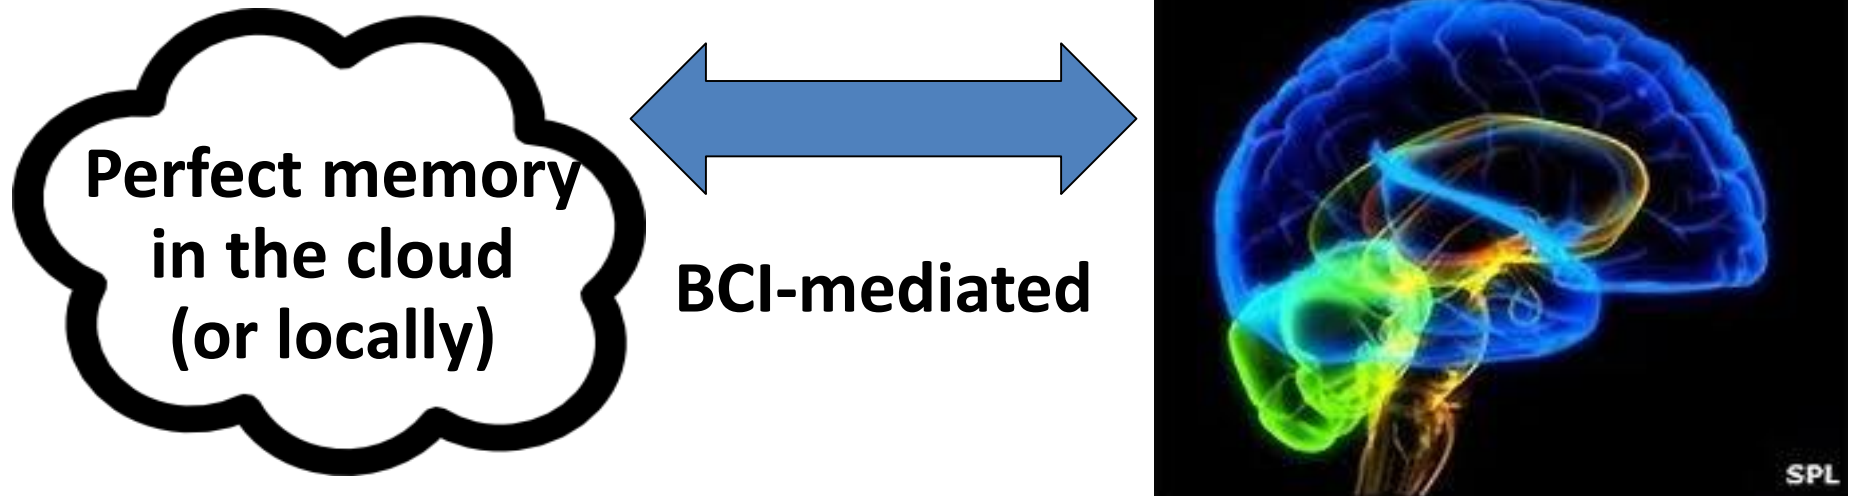 Perfect memory
in the cloud
(or locally)
BCI-mediated
SPL